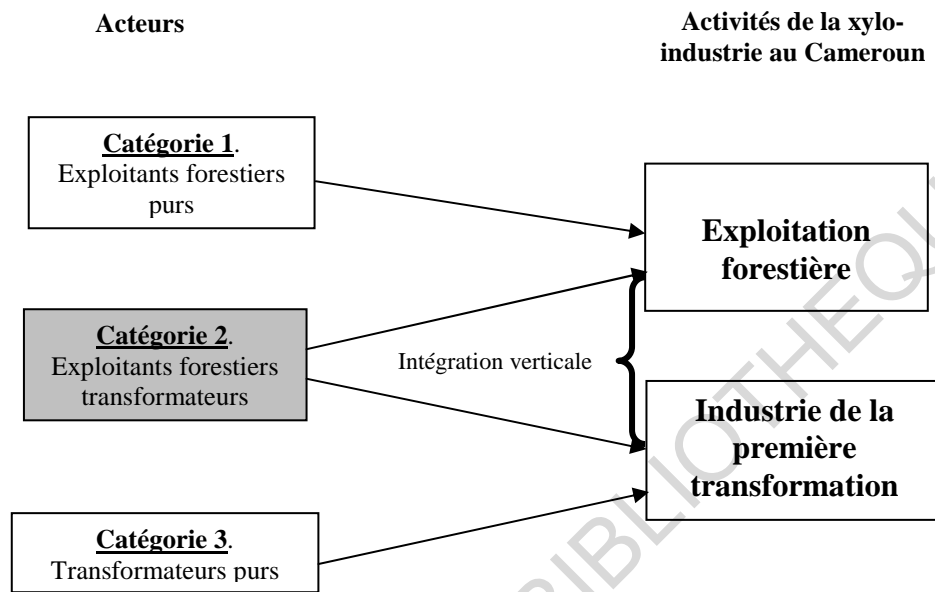 Acteurs
Activités de la xylo-
industrie au Cameroun
Catégorie 1.
Exploitants forestiers
purs
Exploitation
forestière
Catégorie 2.
Exploitants forestiers
transformateurs
Intégration verticale
Industrie de la
première
transformation
Catégorie 3.
Transformateurs purs
BIBLIOTHEQU